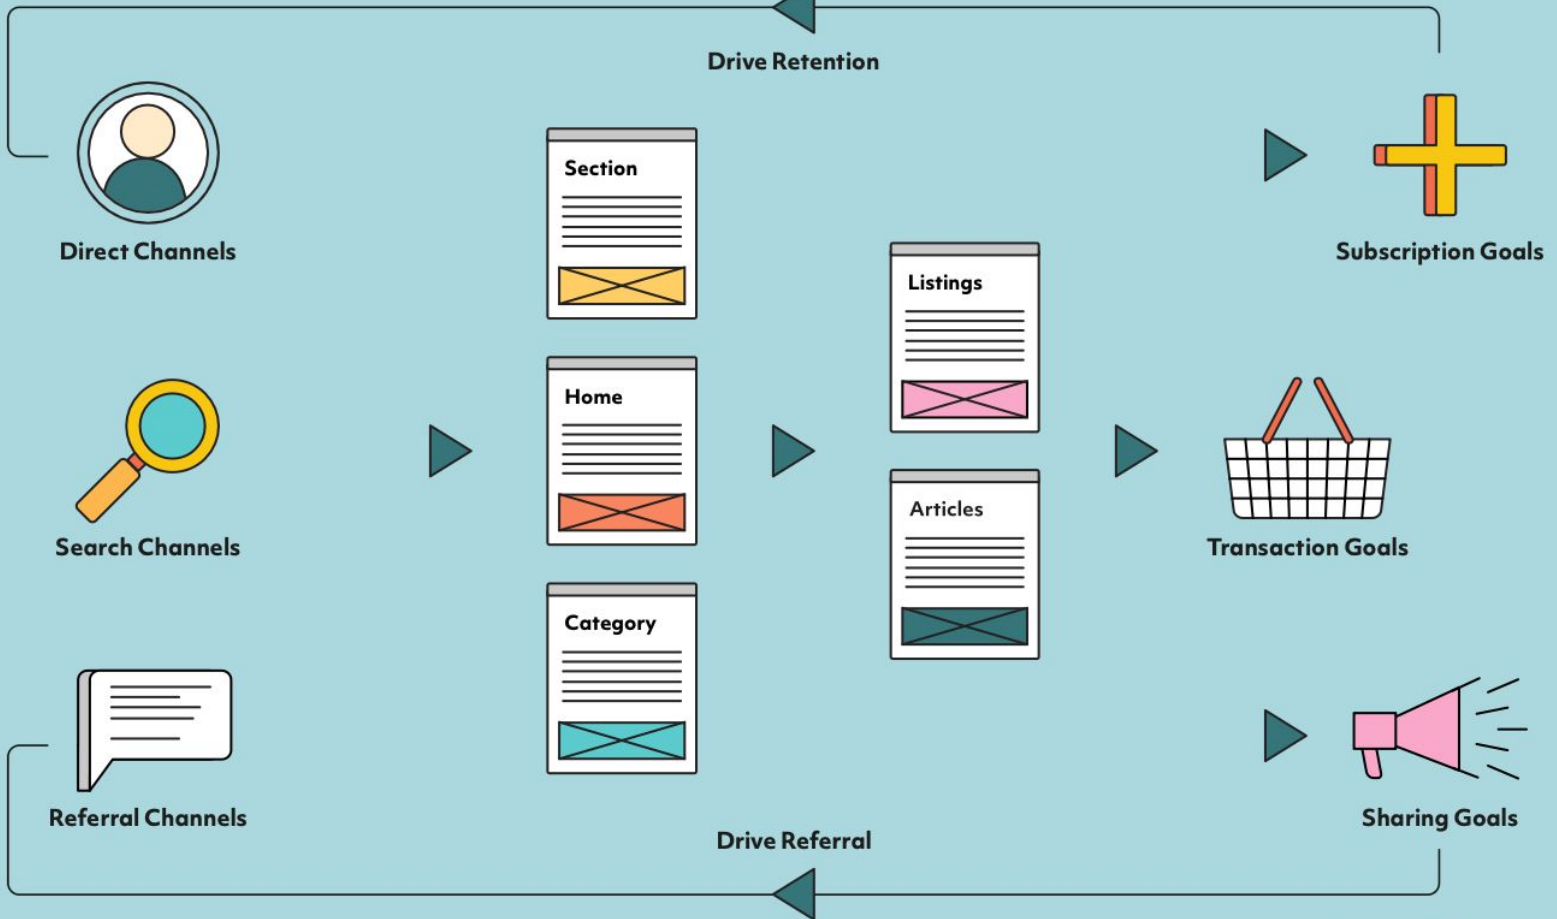 Drive Retention
Direct Channels
Section
Listings
Subscription Goals
Search Channels
Home
Articles
Transaction Goals
Referral Channels
Category
Sharing Goals
Drive Referral